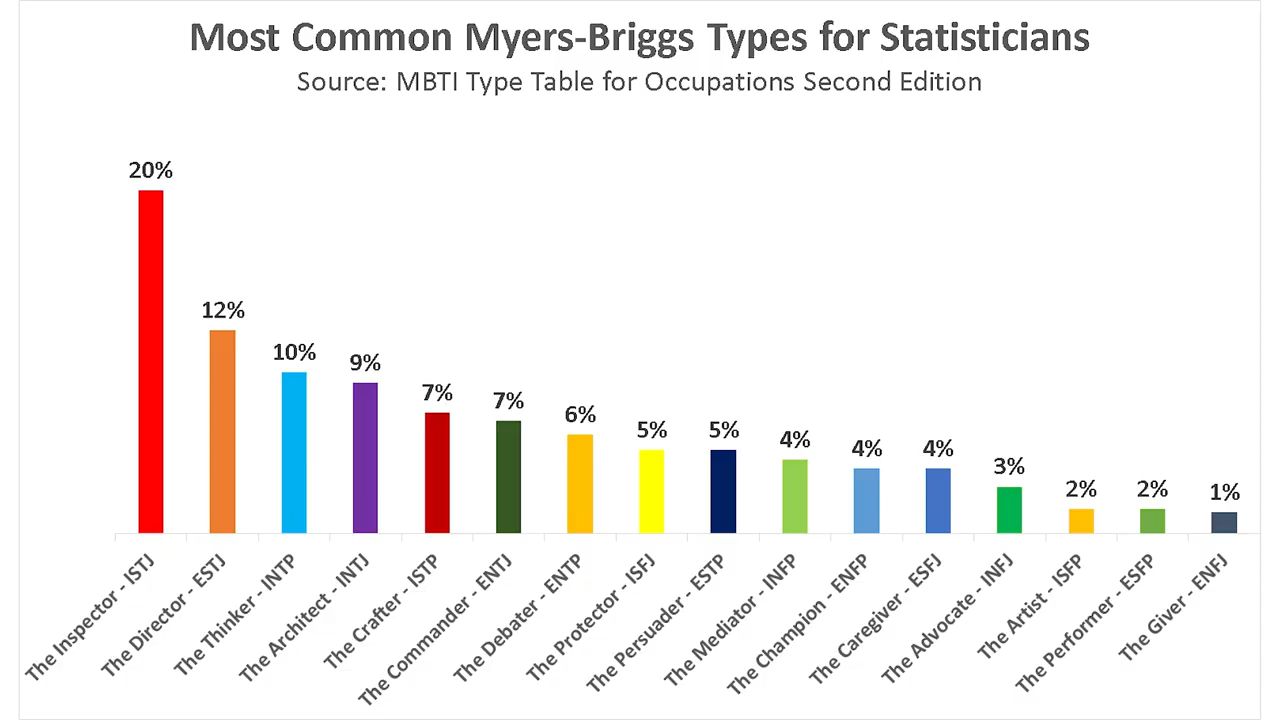 Most Common Myers-Briggs Types for Statisticians
Source: MBTI Type Table for Occupations Second Edition
20%
12%
10%
9%
7%
7%
6%
5%
5%
4%
4%
4%
3%
2%
2%
1%
The Inspector - ISTJ
The Director - ESTJ
The Thinker - INTP
The Architect - INTJ
The Crafter - ISTP
The Commander - ENTJ
The Debater - ENTP
The Protector - ISFJ
The Persuader - ESTP
The Mediator - INFP
The Champion - ENFP
The Caregiver - ESFJ
The Advocate - INFJ
The Artist - ISFP
The Performer - ESFP
The Giver - ENFJ